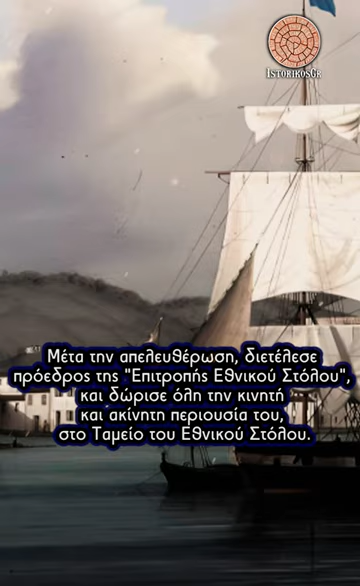 IstorikosGr
Μέτα την απελευθέρωση, διετέλεσε
πρόεδρος της "Επιτροπής Εθνικού Στόλου",
και δώρισε όλη την κινητή
και ακίνητη περιουσία του,
στο Ταμείο του Εθνικού Στόλου.